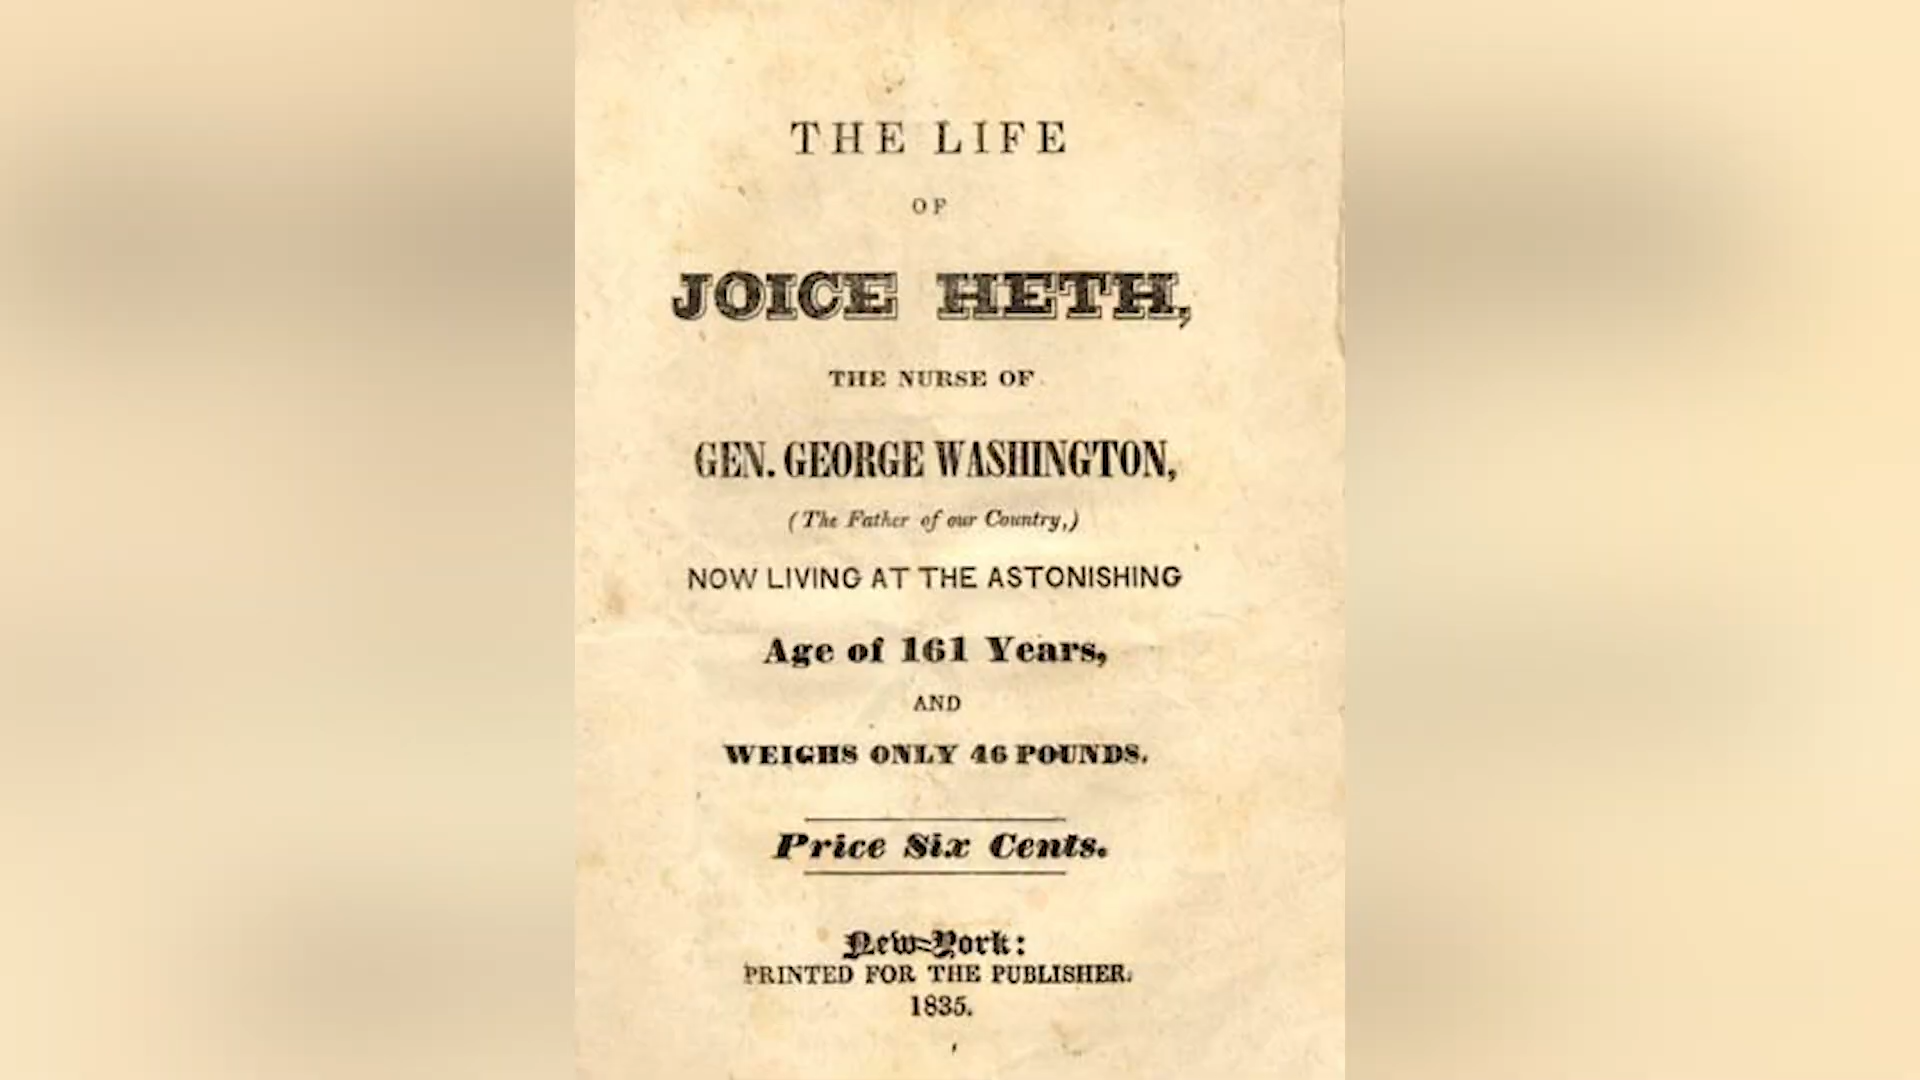 THE LIFE
OF
JOICE HETH,
THE NURSE OF
GEN. GEORGE WASHINGTON,
(The Father of our Country,)
NOW LIVING AT THE ASTONISHING
Age of 161 Years,
AND
WEIGHS ONLY 46 POUNDS.
Price Six Cents.
New-York:
PRINTED FOR THE PUBLISHER.
1835.